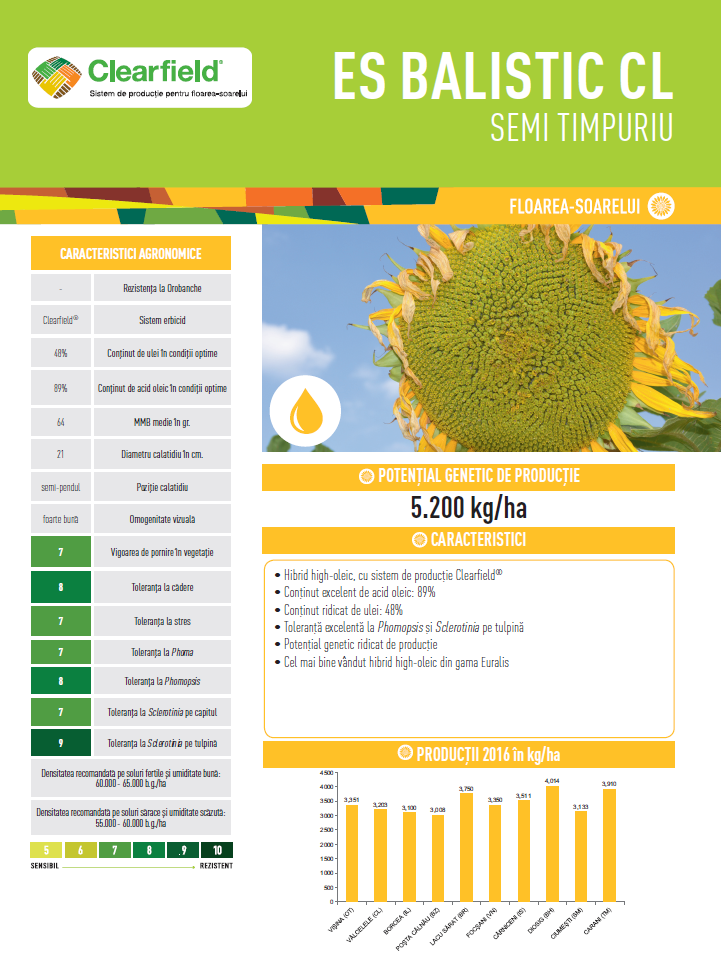 Clearfield®
Sistem de producție pentru floarea-soarelui
ES BALISTIC CL
SEMI TIMPURIU
FLOAREA-SOARELUI
CARACTERISTICI AGRONOMICE
- Rezistența la Orobanche
Clearfield® Sistem erbicid
48% Conținut de ulei în condiții optime
89% Conținut de acid oleic în condiții optime
64 MMB medie în gr.
21 Diametru calatidiu în cm.
semi-pendul Poziție calatidiu
foarte bună Omogenitate vizuală
7 Vigoarea de pornire în vegetație
8 Toleranța la cădere
7 Toleranța la stres
7 Toleranța la Phoma
8 Toleranța la Phomopsis
7 Toleranța la Sclerotinia pe capitul
9 Toleranța la Sclerotinia pe tulpină
Densitatea recomandată pe soluri fertile și umiditate bună:
60.000 - 65.000 b.g./ha
Densitatea recomandată pe soluri sărace și umiditate scăzută:
55.000 - 60.000 b.g./ha
5 6 7 8 .9 10
SENSIBIL REZISTENT
POTENȚIAL GENETIC DE PRODUCȚIE
5.200 kg/ha
CARACTERISTICI
• Hibrid high-oleic, cu sistem de producție Clearfield®
• Conținut excelent de acid oleic: 89%
• Conținut ridicat de ulei: 48%
• Toleranță excelentă la Phomopsis și Sclerotinia pe tulpină
• Potențial genetic ridicat de producție
• Cel mai bine vândut hibrid high-oleic din gama Euralis
PRODUCȚII 2016 în kg/ha
4500
4000
3500
3000
2500
2000
1500
1000
500
0
3,351 3,203 3,100 3,008 3,750 3,350 3,511 4,014 3,133 3,910
VIȘINA (OT)
VÂLCELELE (CL)
BORCEA (IL)
POȘTA CÂLNĂU (BZ)
LACU SĂRAT (BR)
FOCȘANI (VN)
CÂRNICENI (IS)
DIOSIG (BH)
CIUMEȘTI (SM)
CARANI (TM)